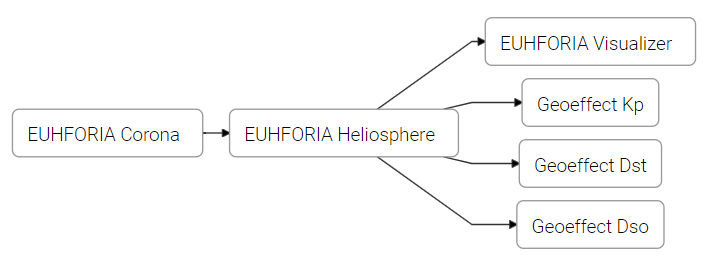 EUHFORIA Corona
EUHFORIA Heliosphere
EUHFORIA Visualizer
Geoeffect Kp
Geoeffect Dst
Geoeffect Dso